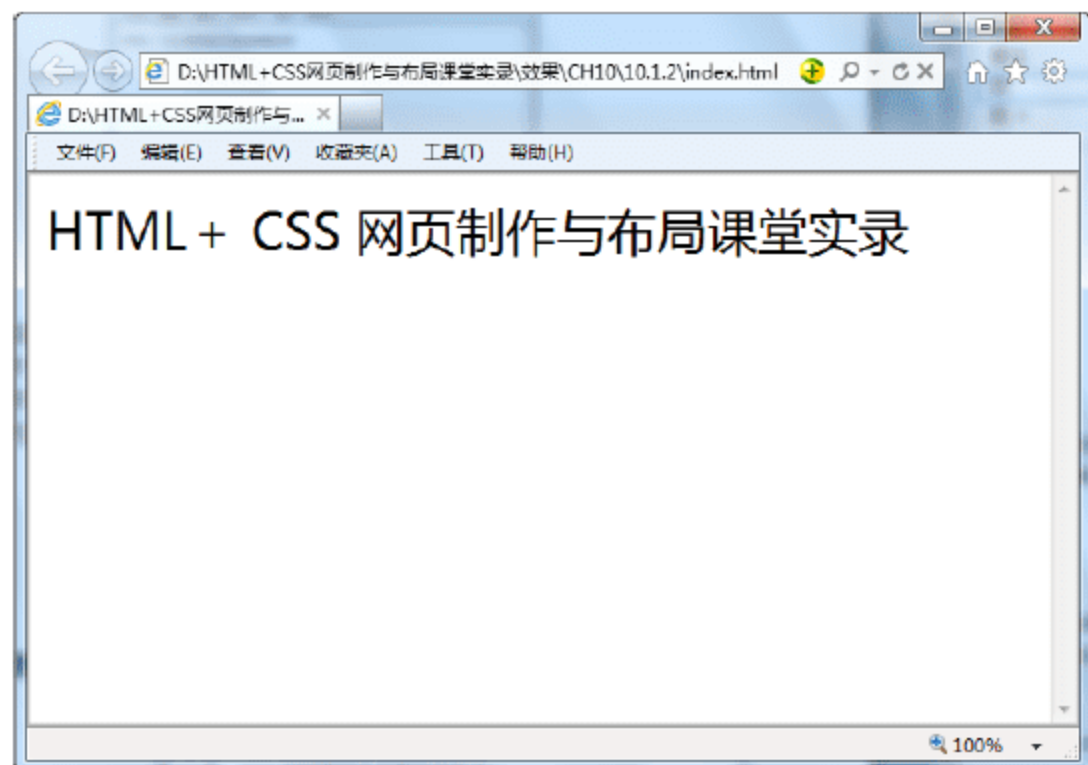 D:\HTML+CSS网页制作与布局课堂实录\效果\CH10\10.1.2\index.html
D:\HTML+CSS网页制作与...
文件(F) 编辑(E) 查看(V) 收藏夹(A) 工具(T) 帮助(H)
HTML + CSS 网页制作与布局课堂实录
100%